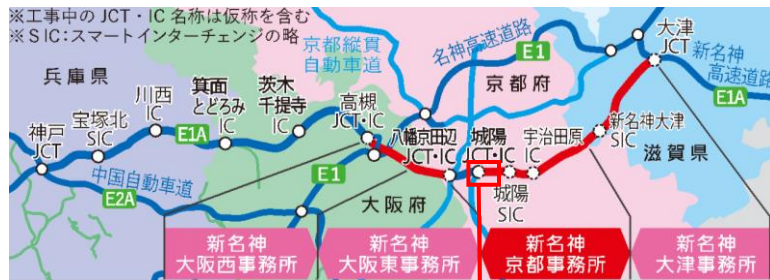 ※工事中のJCT・IC名称は仮称を含む
※SIC:スマートインターチェンジの略
兵庫県
京都縦貫
自動車道
名神高速道路
E1
京都府
大津
JCT
新名神
高速道路
E1A
神戸
JCT
宝塚北
SIC
川西
IC
E1A
箕面
とどろみ
IC
茨木
千提寺
IC
高槻
JCT・IC
八幡京田辺
JCT・IC
城陽
JCT・IC
城陽
SIC
宇治田原
IC
新名神大津
SIC
滋賀県
中国自動車道
E2A
E1
大阪府
新名神
大阪西事務所
新名神
大阪東事務所
新名神
京都事務所
新名神
大津事務所